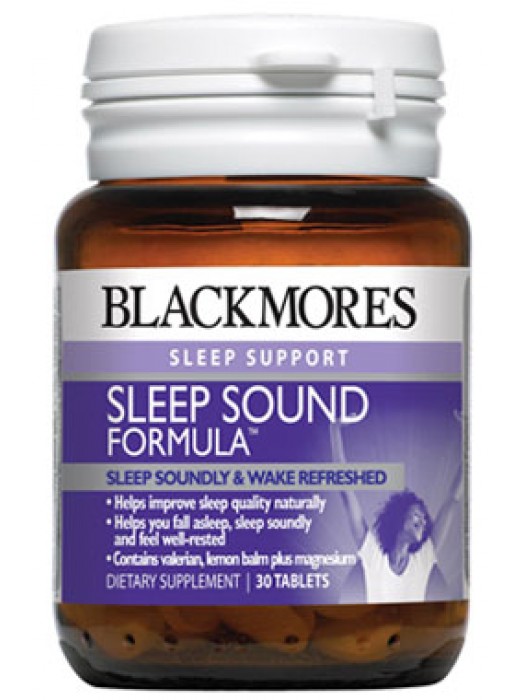 BLACKMORES
SLEEP SUPPORT
SLEEP SOUND
FORMULA™
SLEEP SOUNDLY & WAKE REFRESHED
• Helps improve sleep quality naturally
• Helps you fall asleep, sleep soundly
and feel well-rested
• Contains valerian, lemon balm plus magnesium
DIETARY SUPPLEMENT | 30 TABLETS